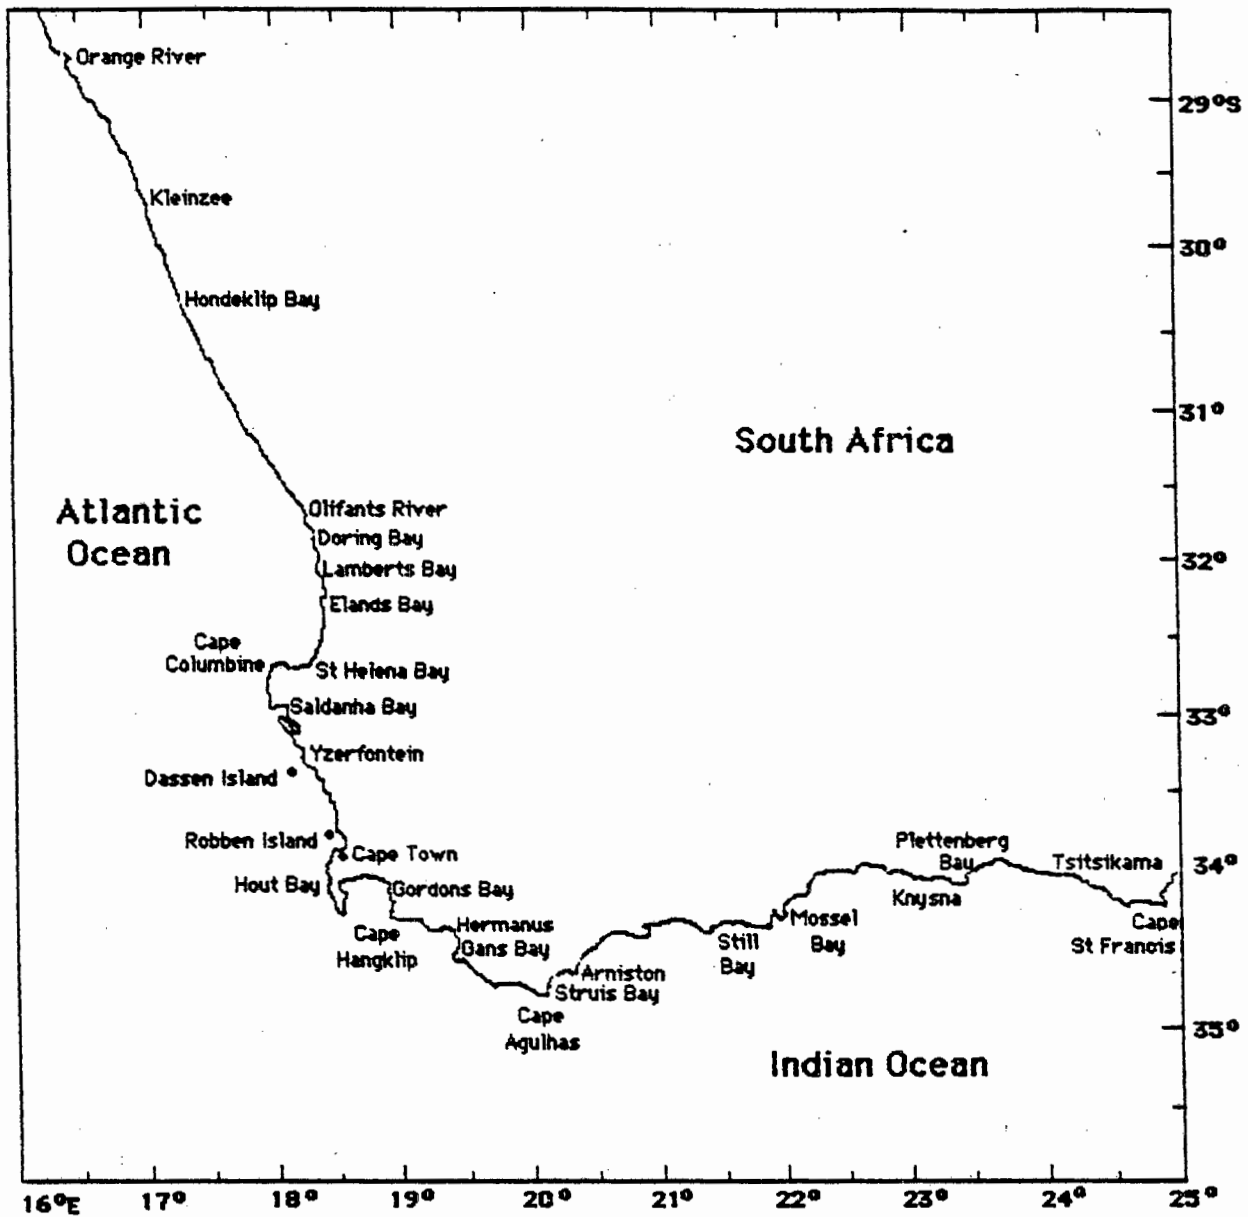 Orange River
29°S
Kleinzee
30°
Hondeklip Bay
31°
South Africa
Atlantic
Ocean
Olifants River
Doring Bay
Lamberts Bay
32°
Elands Bay
Cape
Columbine
St Helena Bay
Saldanha Bay
33°
Yzerfontein
Dassen Island
Robben Island
Cape Town
Hout Bay
Gordons Bay
Cape
Hangklip
Hermanus
Gans Bay
Arniston
Struis Bay
Cape
Agulhas
Still
Bay
Mossel
Bay
Knysna
Plettenberg
Bay
Tsitsikama
34°
Cape
St Francis
35°
Indian Ocean
16°E
17°
18°
19°
20°
21°
22°
23°
24°
25°